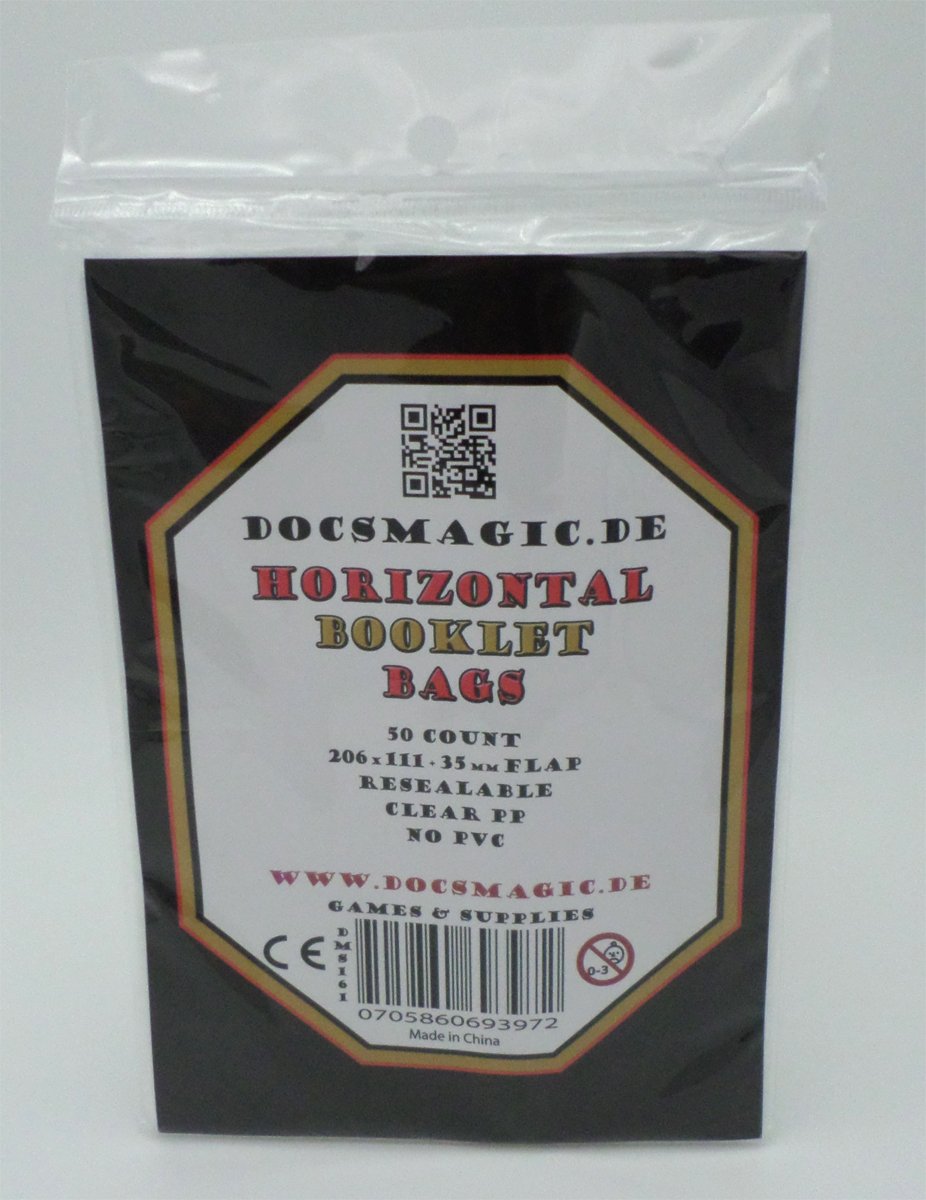 DOCSMAGIC.DE
HORIZONTAL
BOOKLET
BAGS
50 COUNT
206 x 111 + 35 MM FLAP
RESEALABLE
CLEAR PP
NO PVC
WWW.DOCSMAGIC.DE
GAMES & SUPPLIES
CE
DMS161
0-3
0705860693972
Made in China